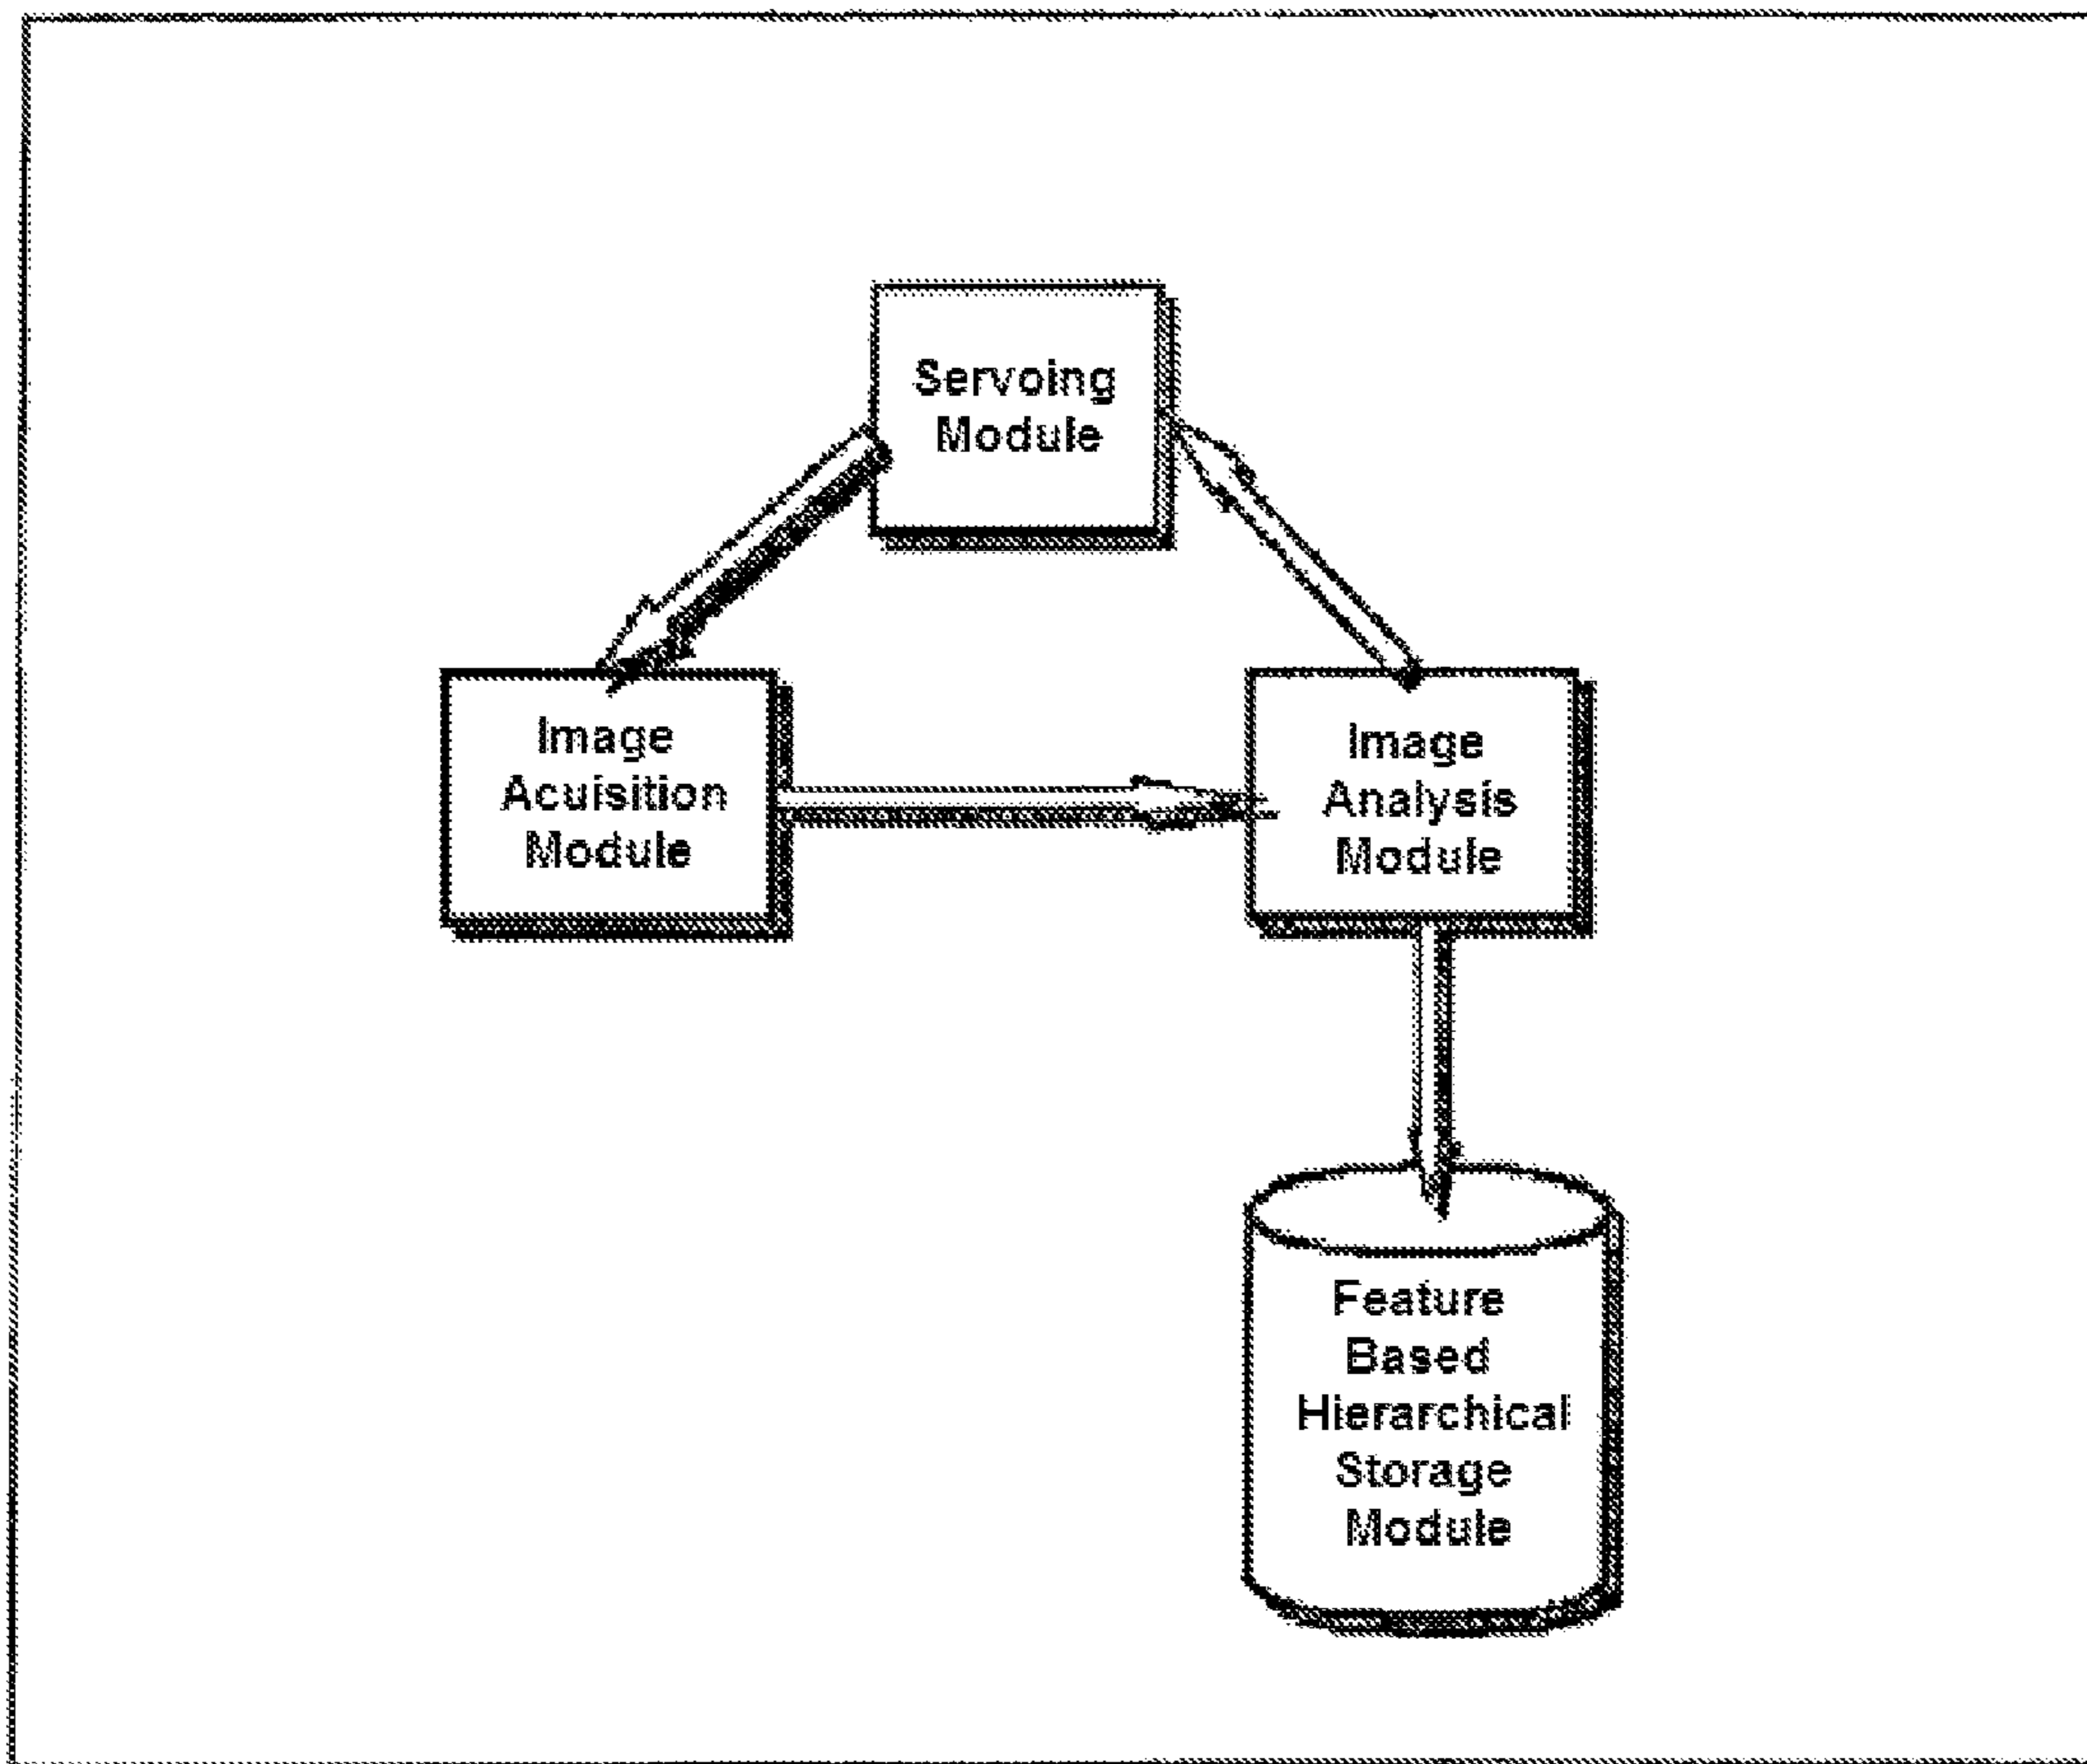 Servoing
Module
Image
Acuisition
Module
Image
Analysis
Module
Feature
Based
Hierarchical
Storage
Module